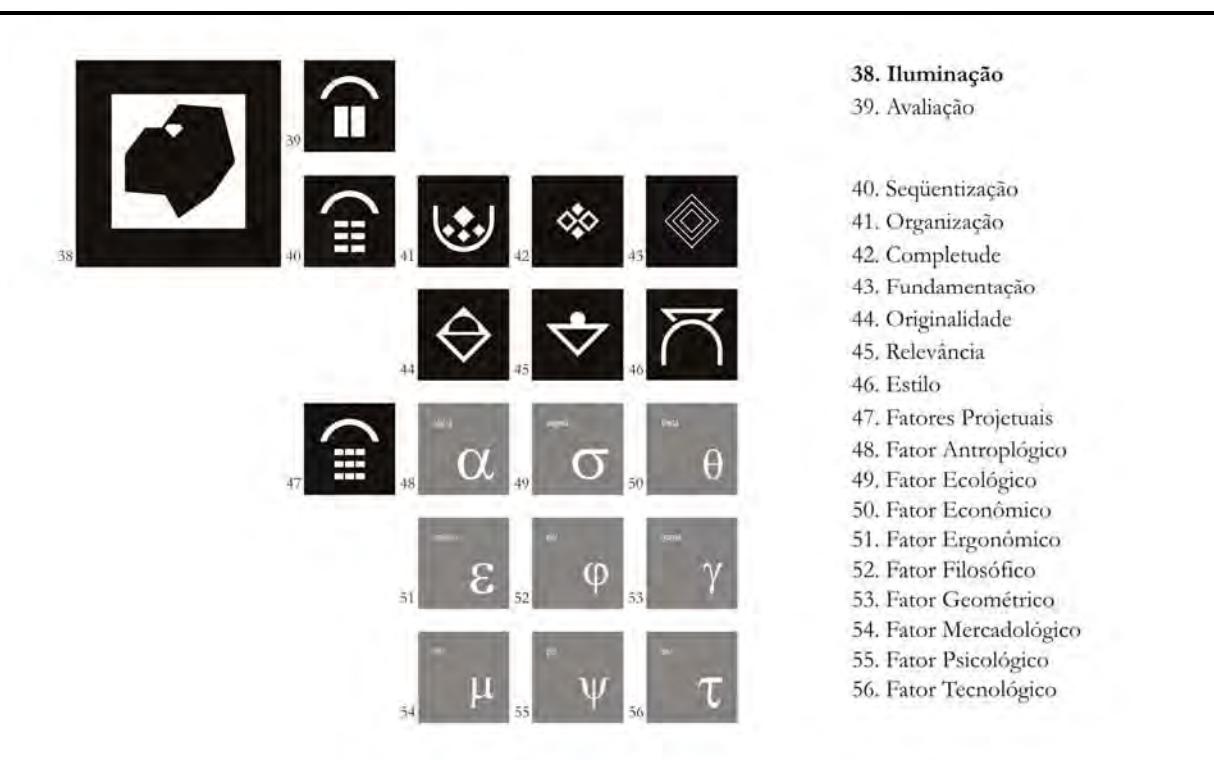 38. Iluminação
39. Avaliação
40. Seqüentização
41. Organização
42. Completude
43. Fundamentação
44. Originalidade
45. Relevância
46. Estilo
47. Fatores Projetuais
48. Fator Antroplógico
49. Fator Ecológico
50. Fator Econômico
51. Fator Ergonômico
52. Fator Filosófico
53. Fator Geométrico
54. Fator Mercadológico
55. Fator Psicológico
56. Fator Tecnológico
39
38
40
41
42
43
44
45
46
α
σ
θ
47
48
49
50
ε
φ
γ
51
52
53
μ
ψ
τ
54
55
56